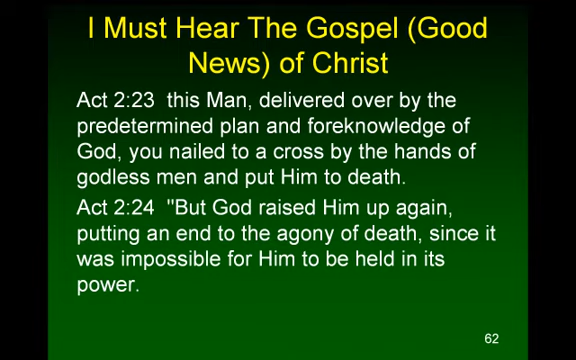 I Must Hear The Gospel (Good
News) of Christ
Act 2:23  this Man, delivered over by the
predetermined plan and foreknowledge of
God, you nailed to a cross by the hands of
godless men and put Him to death.
Act 2:24  "But God raised Him up again,
putting an end to the agony of death, since it
was impossible for Him to be held in its
power.
62